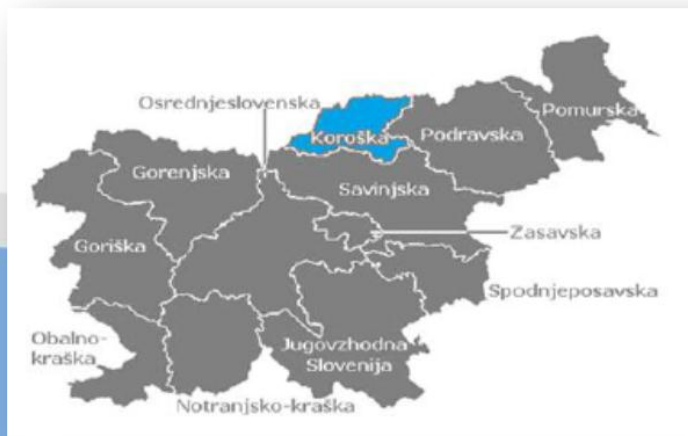 Osrednjeslovenska
Pomurska
Koroška
Podravska
Gorenjska
Savinjska
Goriška
Zasavska
Spodnjeposavska
Obalno-
kraška
Jugovzhodna
Slovenija
Notranjsko-kraška